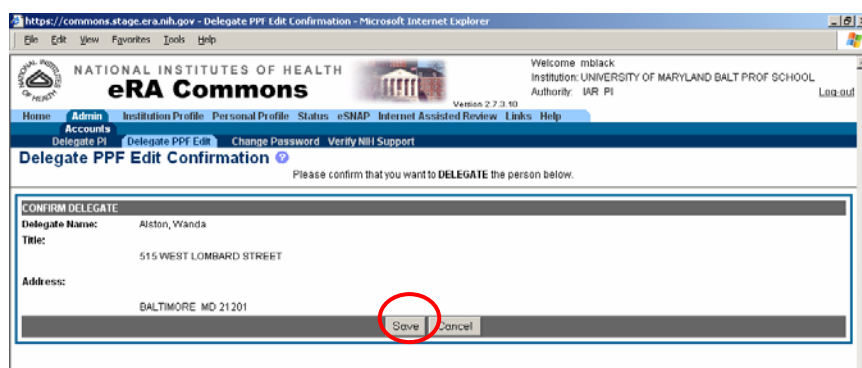 https://commons.stage.era.nih.gov - Delegate PPF Edit Confirmation - Microsoft Internet Explorer
File Edit View Favorites Tools Help
NATIONAL INSTITUTES OF HEALTH
eRA Commons
Version 2.7.3.10
Welcome mblack
Institution: UNIVERSITY OF MARYLAND BALT PROF SCHOOL
Authority: IAR PI
Log-out
Home Admin Institution Profile Personal Profile Status eSNAP Internet Assisted Review Links Help
Accounts
Delegate PI Delegate PPF Edit Change Password Verify NIH Support
Delegate PPF Edit Confirmation ?
Please confirm that you want to DELEGATE the person below.
CONFIRM DELEGATE
Delegate Name: Alston, Wanda
Title:
515 WEST LOMBARD STREET
Address:
BALTIMORE MD 21201
Save Cancel